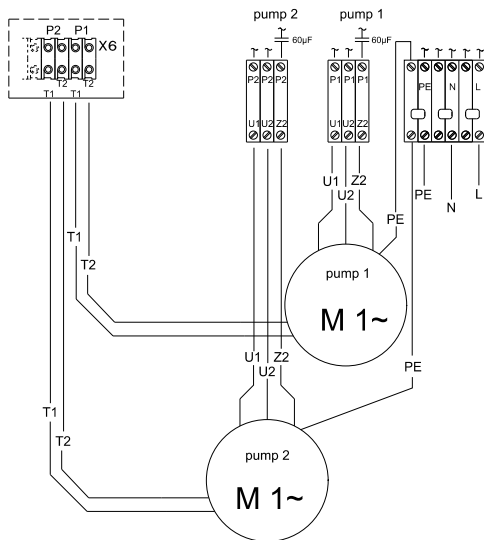 pump 2 pump 1
60µF 60µF
P2 P1
X6
T2 T2
T1 T1
P2 P2 P2 P1 P1 P1
PE N L
U1 U2 Z2 U1 U2 Z2
U1 Z2
U2
PE
PE
N
L
T1
T2
pump 1
M 1~
U1 Z2
U2
PE
T1
T2
pump 2
M 1~